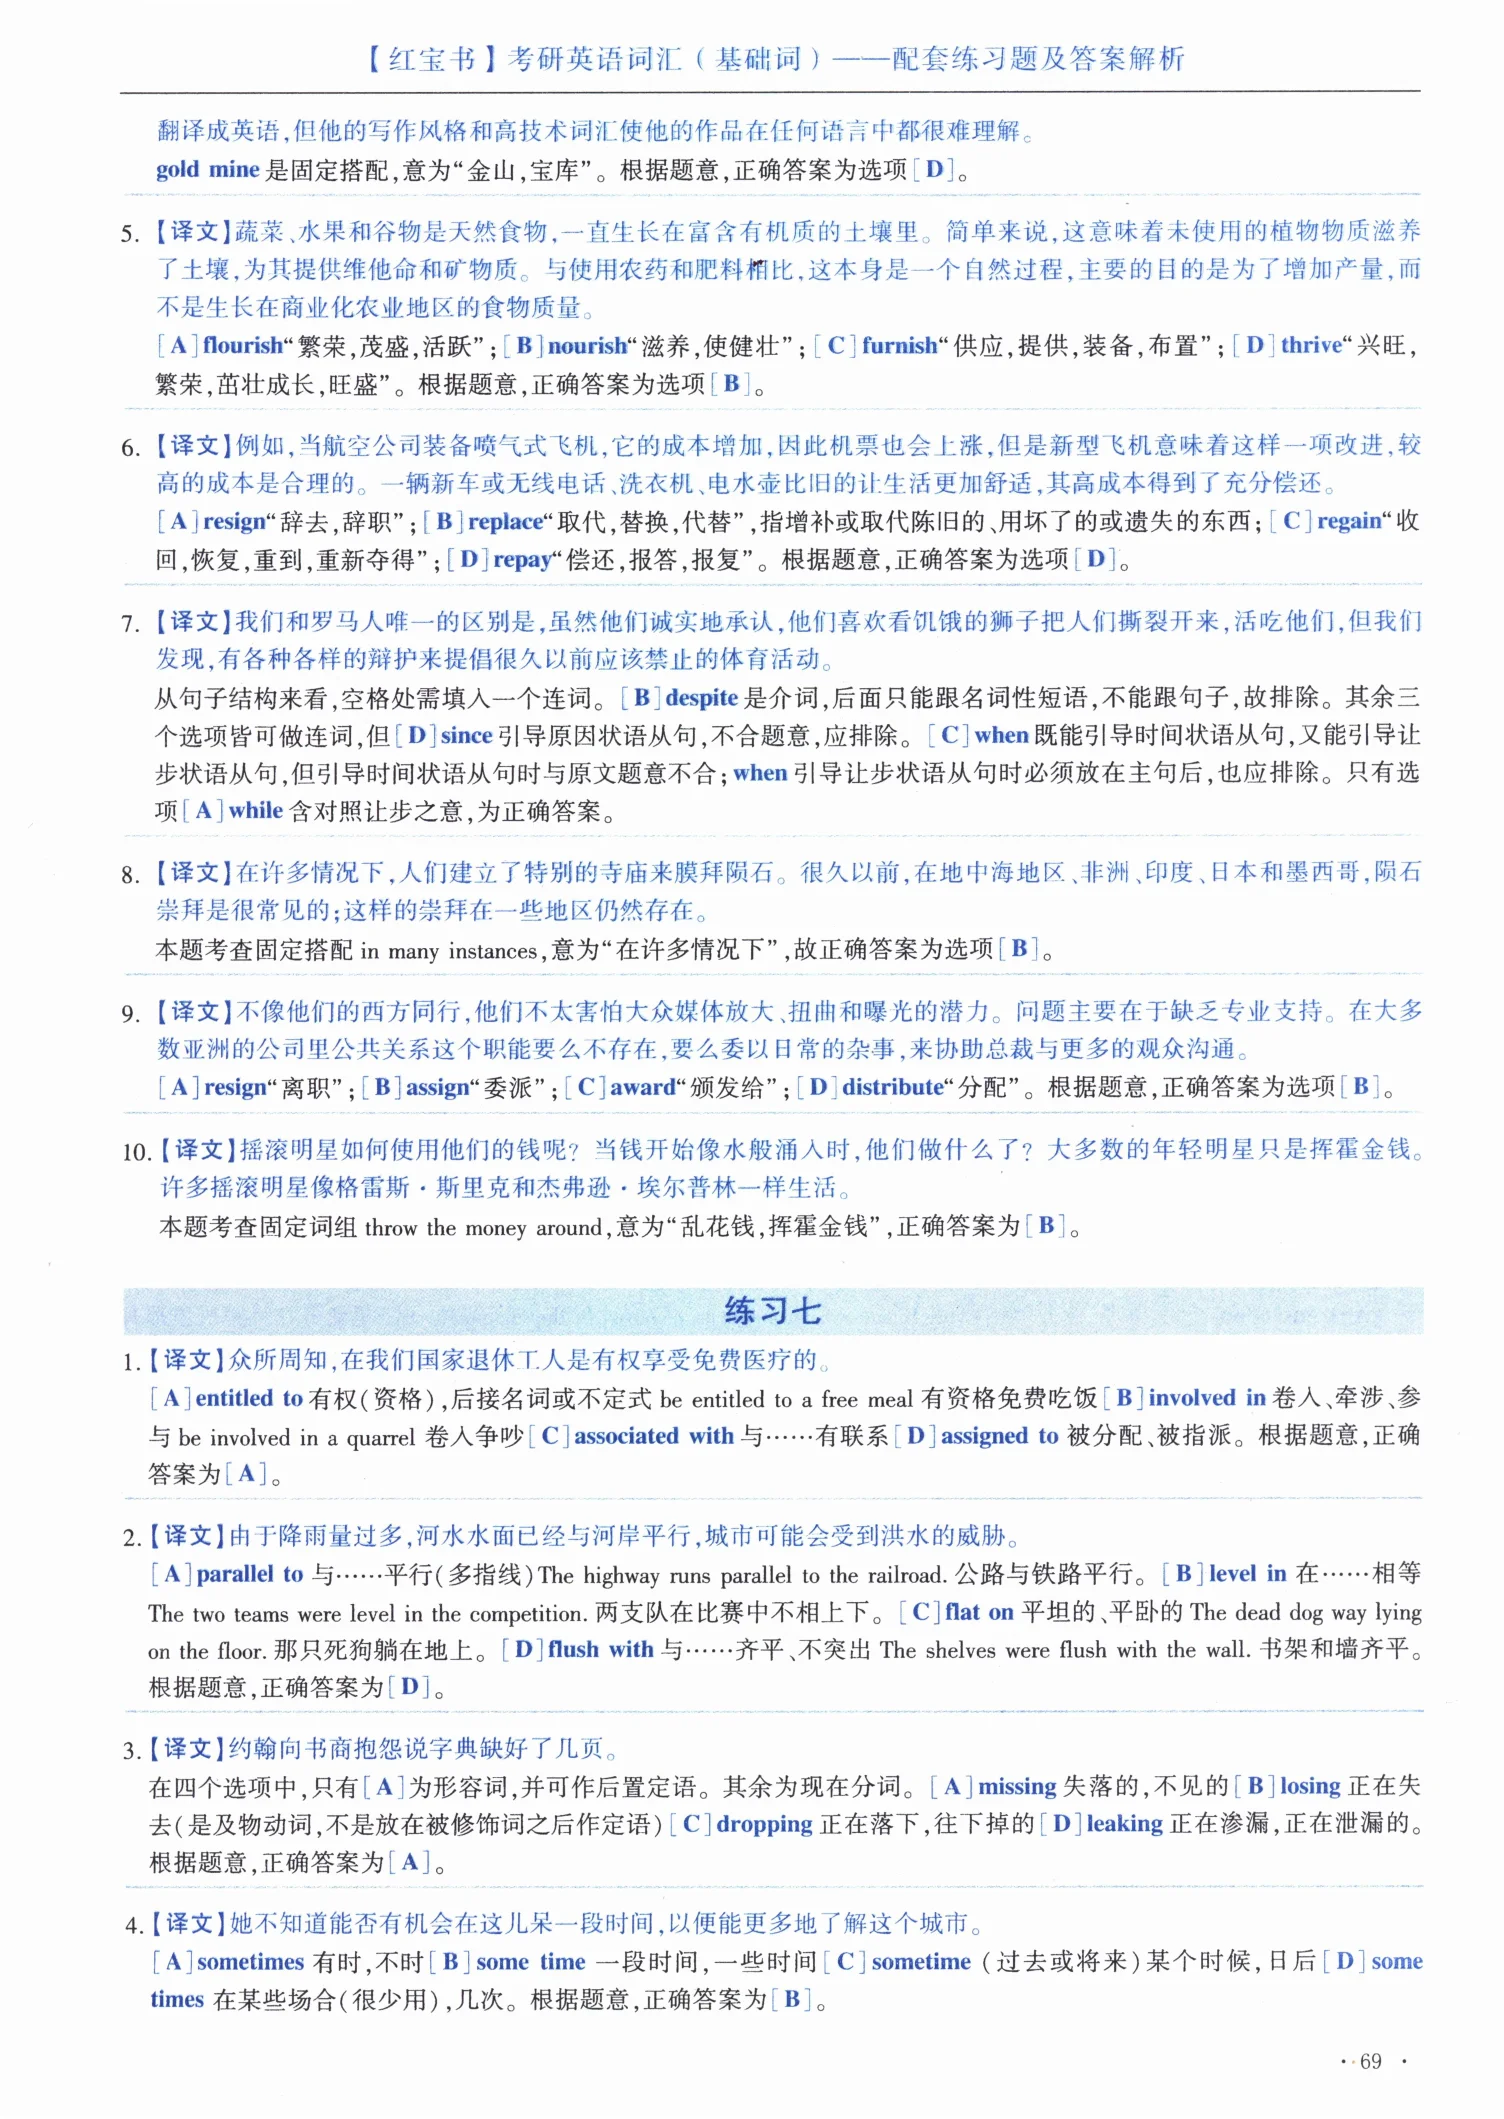 【红宝书】考研英语词汇(基础词)——配套练习题及答案解析
翻译成英语,但他的写作风格和高技术词汇使他的作品在任何语言中都很难理解。
gold mine 是固定搭配,意为“金山,宝库”。根据题意,正确答案为选项[D]。
5. 【译文】蔬菜、水果和谷物是天然食物,一直生长在富含有机质的土壤里。简单来说,这意味着未使用的植物物质滋养
了土壤,为其提供维他命和矿物质。与使用农药和肥料相比,这本身是一个自然过程,主要的目的是为了增加产量,而
不是生长在商业化农业地区的食物质量。
[A]flourish“繁荣,茂盛,活跃”;[B]nourish“滋养,使健壮”;[C]furnish“供应,提供,装备,布置”;[D]thrive“兴旺,
繁荣,茁壮成长,旺盛”。根据题意,正确答案为选项[B]。
6. 【译文】例如,当航空公司装备喷气式飞机,它的成本增加,因此机票也会上涨,但是新型飞机意味着这样一项改进,较
高的成本是合理的。一辆新车或无线电话、洗衣机、电水壶比旧的让生活更加舒适,其高成本得到了充分偿还。
[A]resign“辞去,辞职”;[B]replace“取代,替换,代替”,指增补或取代陈旧的、用坏了的或遗失的东西;[C]regain“收
回,恢复,重到,重新夺得”;[D]repay“偿还,报答,报复”。根据题意,正确答案为选项[D]。
7. 【译文】我们和罗马人唯一的区别是,虽然他们诚实地承认,他们喜欢看饥饿的狮子把人们撕裂开来,活吃他们,但我们
发现,有各种各样的辩护来提倡很久以前应该禁止的体育活动。
从句子结构来看,空格处需填入一个连词。[B]despite 是介词,后面只能跟名词性短语,不能跟句子,故排除。其余三
个选项皆可做连词,但[D]since 引导原因状语从句,不合题意,应排除。[C]when 既能引导时间状语从句,又能引导让
步状语从句,但引导时间状语从句时与原文题意不合;when 引导让步状语从句时必须放在主句后,也应排除。只有选
项[A]while 含对照让步之意,为正确答案。
8. 【译文】在许多情况下,人们建立了特别的寺庙来膜拜陨石。很久以前,在地中海地区、非洲、印度、日本和墨西哥,陨石
崇拜是很常见的;这样的崇拜在一些地区仍然存在。
本题考查固定搭配 in many instances,意为“在许多情况下”,故正确答案为选项[B]。
9. 【译文】不像他们的西方同行,他们不太害怕大众媒体放大、扭曲和曝光的潜力。问题主要在于缺乏专业支持。在大多
数亚洲的公司里公共关系这个职能要么不存在,要么委以日常的杂事,来协助总裁与更多的观众沟通。
[A]resign“离职”;[B]assign“委派”;[C]award“颁发给”;[D]distribute“分配”。根据题意,正确答案为选项[B]。
10. 【译文】摇滚明星如何使用他们的钱呢?当钱开始像水般涌入时,他们做什么了?大多数的年轻明星只是挥霍金钱。
许多摇滚明星像格雷斯·斯里克和杰弗逊·埃尔普林一样生活。
本题考查固定词组 throw the money around,意为“乱花钱,挥霍金钱”,正确答案为[B]。
练习七
1. 【译文】众所周知,在我们国家退休工人是有权享受免费医疗的。
[A]entitled to 有权(资格),后接名词或不定式 be entitled to a free meal 有资格免费吃饭[B]involved in 卷入、牵涉、参
与 be involved in a quarrel 卷入争吵[C]associated with 与……有联系[D]assigned to 被分配、被指派。根据题意,正确
答案为[A]。
2. 【译文】由于降雨量过多,河水水面已经与河岸平行,城市可能会受到洪水的威胁。
[A]parallel to 与……平行(多指线)The highway runs parallel to the railroad. 公路与铁路平行。[B]level in 在……相等
The two teams were level in the competition. 两支队在比赛中不相上下。[C]flat on 平坦的、平卧的 The dead dog way lying
on the floor. 那只死狗躺在地上。[D]flush with 与……齐平、不突出 The shelves were flush with the wall. 书架和墙齐平。
根据题意,正确答案为[D]。
3. 【译文】约翰向书商抱怨说字典缺好了几页。
在四个选项中,只有[A]为形容词,并可作后置定语。其余为现在分词。[A]missing 失落的,不见的[B]losing 正在失
去(是及物动词,不是放在被修饰词之后作定语)[C]dropping 正在落下,往下掉的[D]leaking 正在渗漏,正在泄漏的。
根据题意,正确答案为[A]。
4. 【译文】她不知道能否有机会在这儿呆一段时间,以便能更多地了解这个城市。
[A]sometimes 有时,不时[B]some time 一段时间,一些时间[C]sometime (过去或将来)某个时候,日后[D]some
times 在某些场合(很少用),几次。根据题意,正确答案为[B]。
· 69 ·